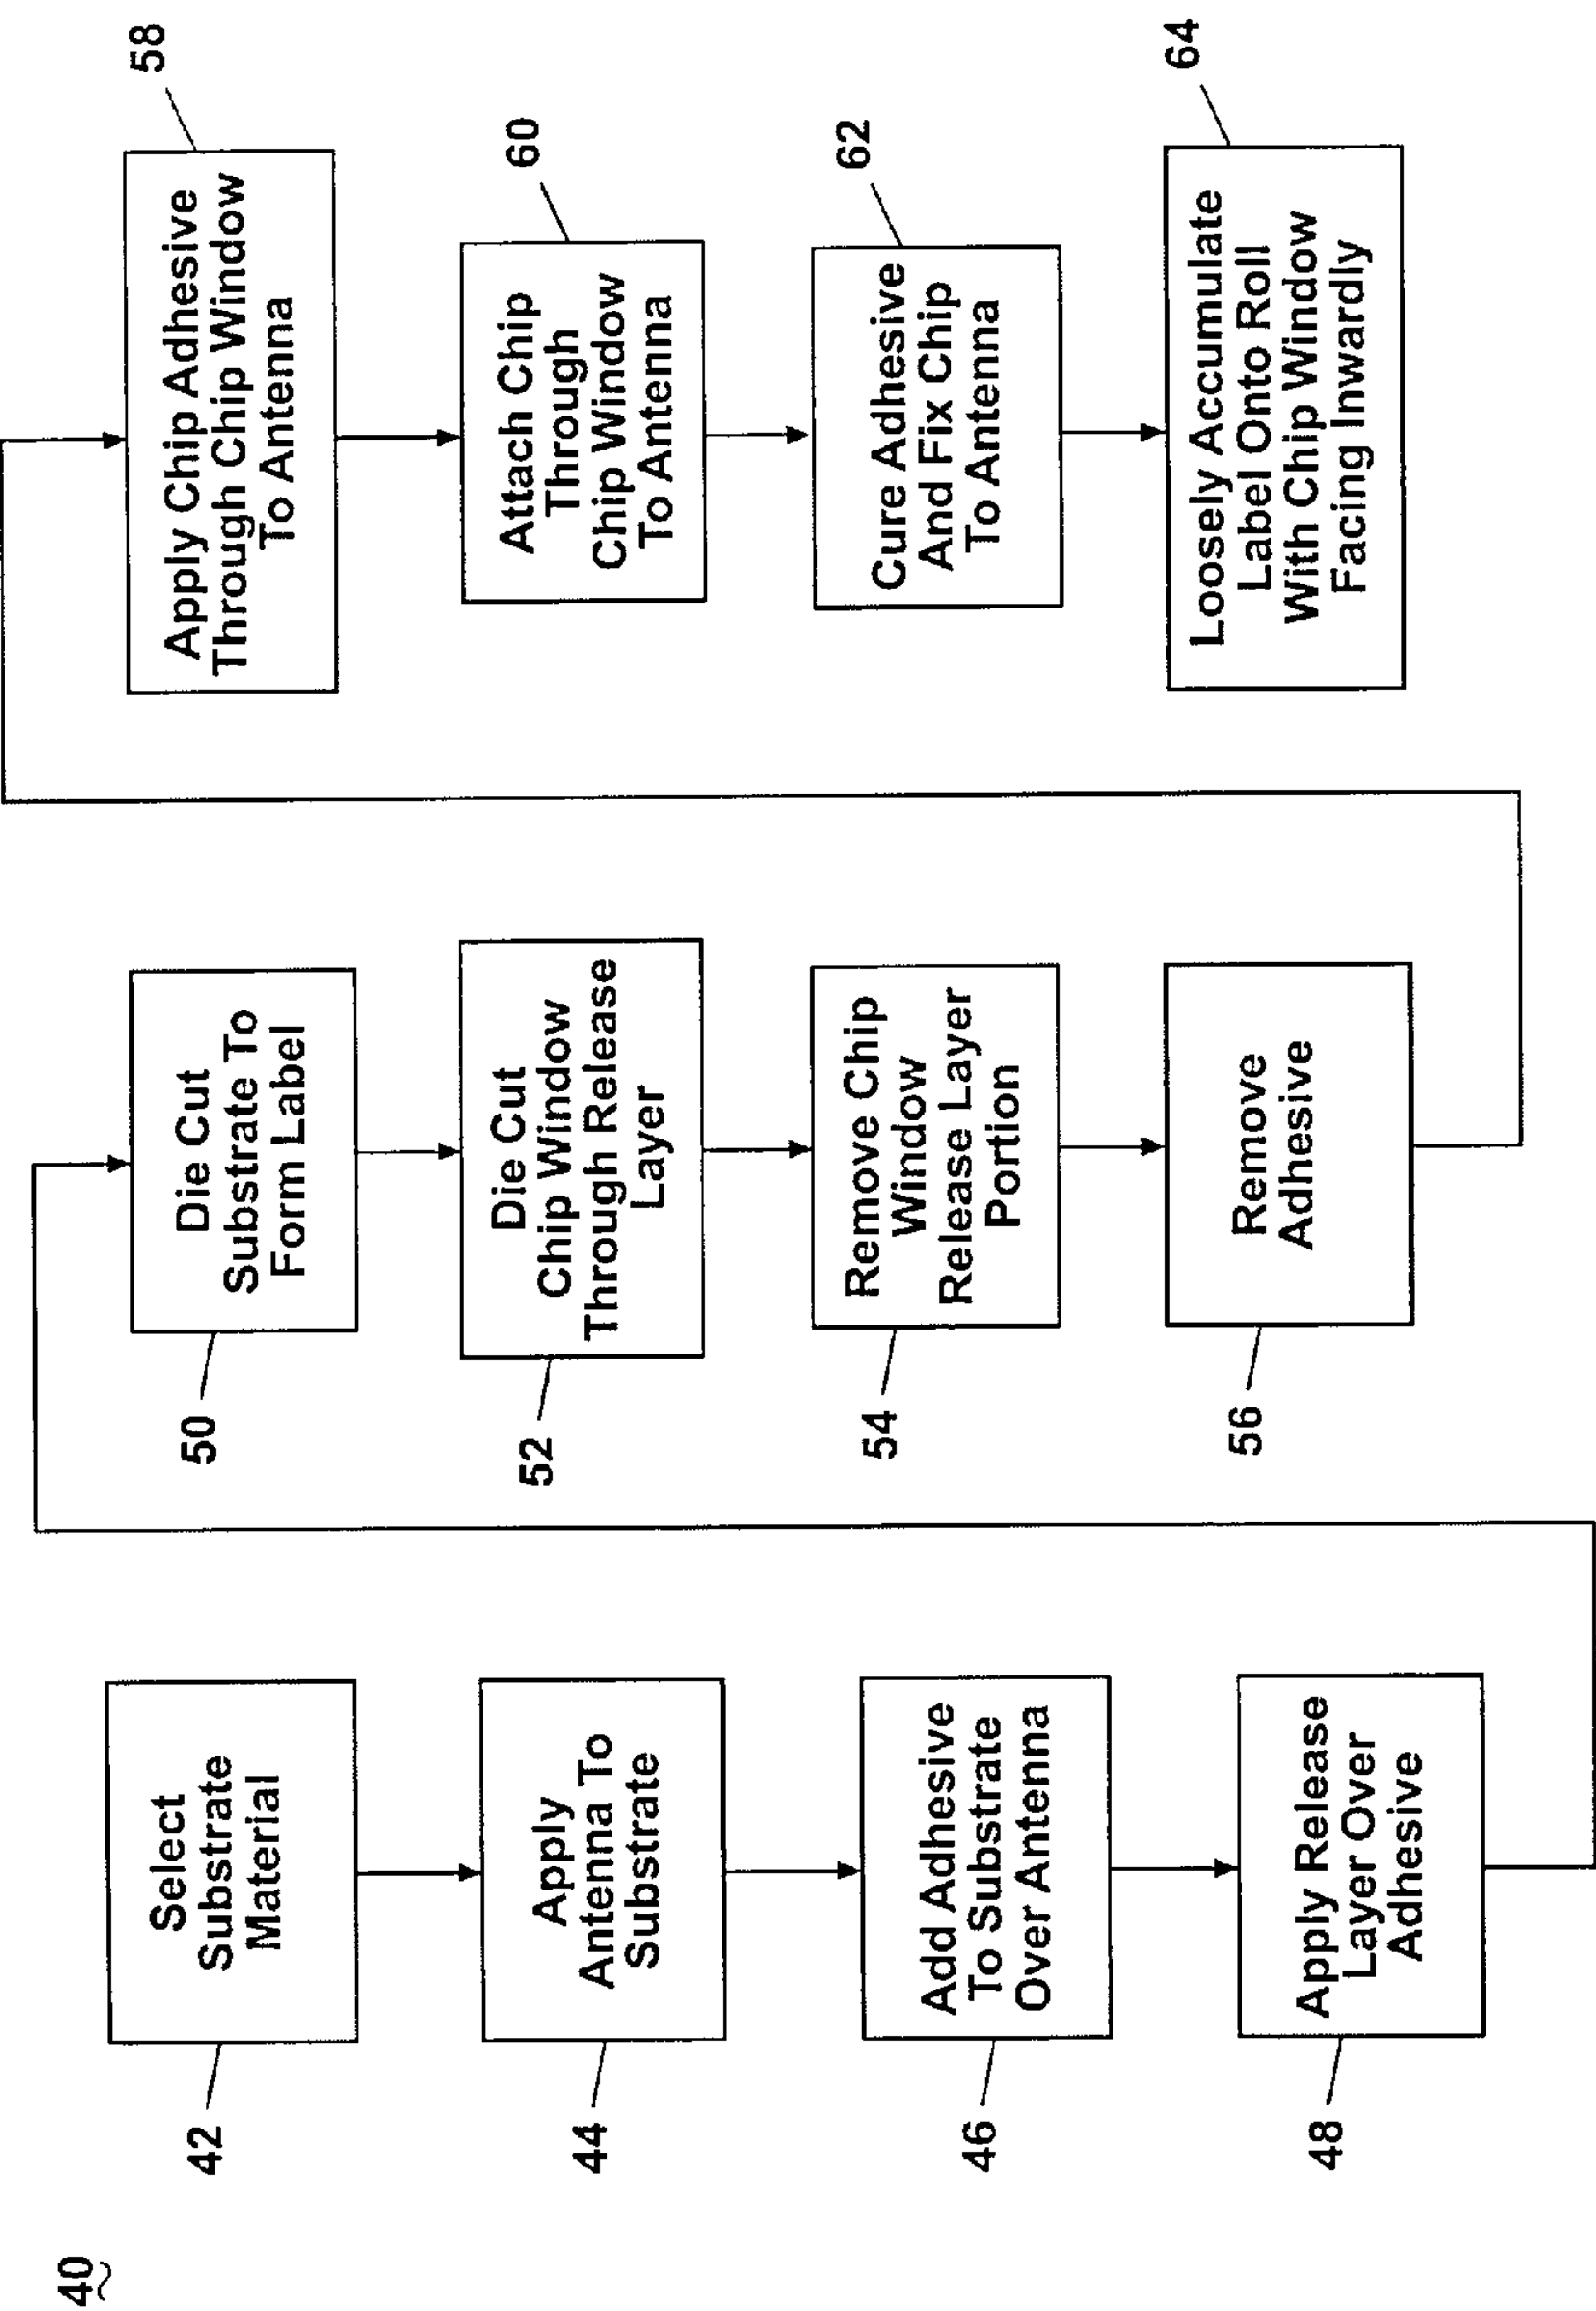 40
42
Select
Substrate
Material
44
Apply
Antenna To
Substrate
46
Add Adhesive
To Substrate
Over Antenna
48
Apply Release
Layer Over
Adhesive
50
Die Cut
Substrate To
Form Label
52
Die Cut
Chip Window
Through Release
Layer
54
Remove Chip
Window
Release Layer
Portion
56
Remove
Adhesive
58
Apply Chip Adhesive
Through Chip Window
To Antenna
60
Attach Chip
Through
Chip Window
To Antenna
62
Cure Adhesive
And Fix Chip
To Antenna
64
Loosely Accumulate
Label Onto Roll
With Chip Window
Facing Inwardly